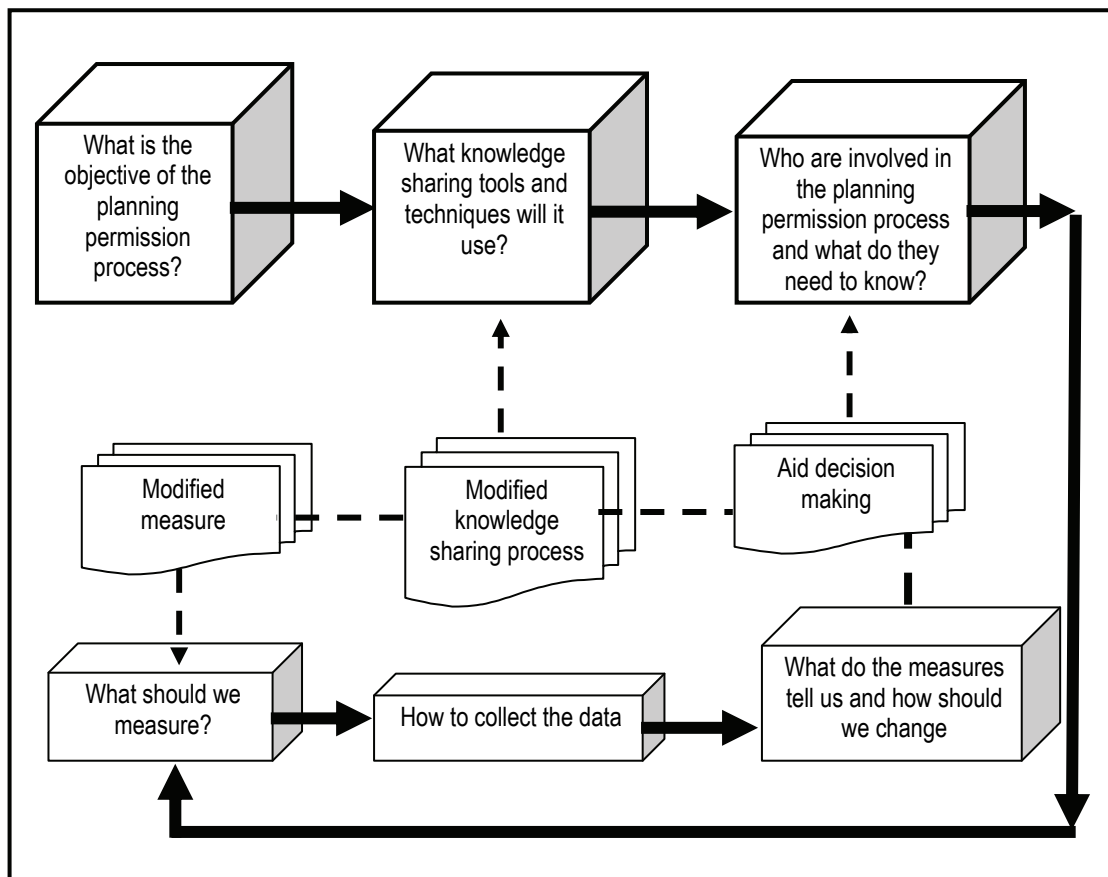 What is the
objective of the
planning
permission
process?
What knowledge
sharing tools and
techniques will it
use?
Who are involved in
the planning
permission process
and what do they
need to know?
Modified
measure
Modified
knowledge
sharing process
Aid decision
making
What should we
measure?
How to collect the data
What do the measures
tell us and how should
we change